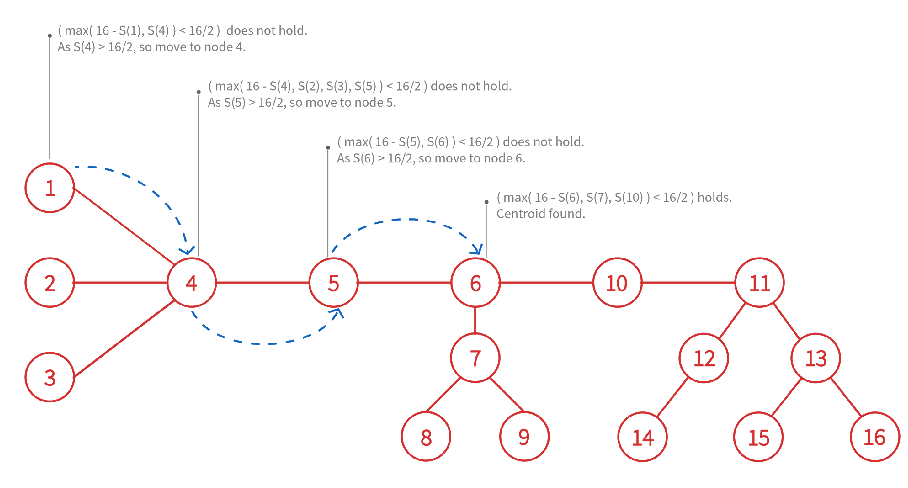 ( max( 16 - S(1), S(4) ) < 16/2 ) does not hold.
As S(4) > 16/2, so move to node 4.
( max( 16 - S(4), S(2), S(3), S(5) ) < 16/2 ) does not hold.
As S(5) > 16/2, so move to node 5.
( max( 16 - S(5), S(6) ) < 16/2 ) does not hold.
As S(6) > 16/2, so move to node 6.
( max( 16 - S(6), S(7), S(10) ) < 16/2 ) holds.
Centroid found.
1
2
4
5
6
10
11
3
7
12
13
8
9
14
15
16